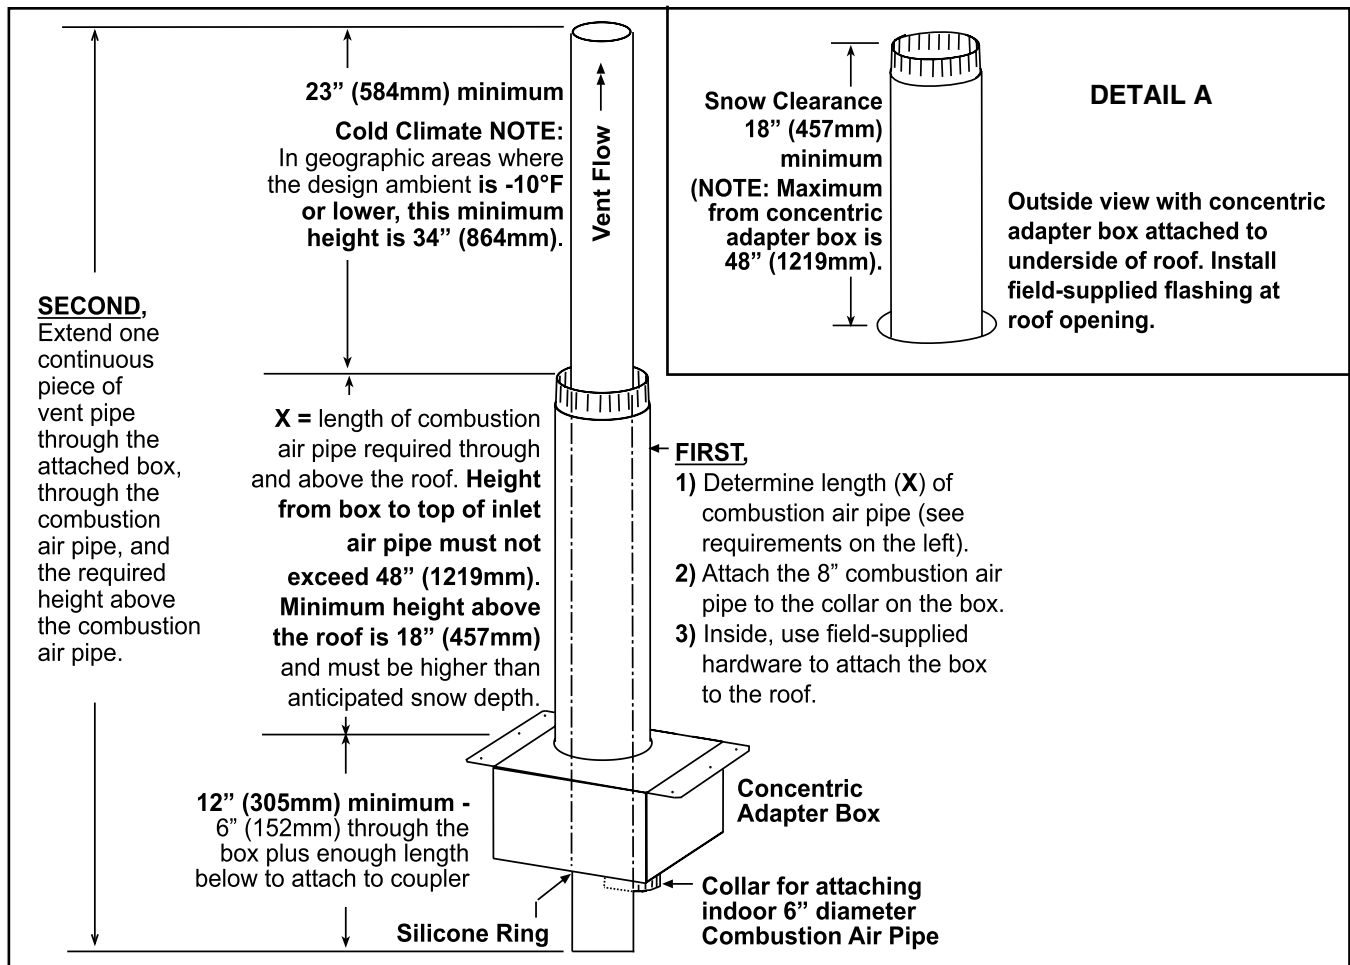 23” (584mm) minimum
Cold Climate NOTE:
In geographic areas where
the design ambient is -10°F
or lower, this minimum
height is 34” (864mm).
Vent Flow
Snow Clearance
18” (457mm)
minimum
(NOTE: Maximum
from concentric
adapter box is
48” (1219mm).
DETAIL A
Outside view with concentric
adapter box attached to
underside of roof. Install
field-supplied flashing at
roof opening.
SECOND,
Extend one
continuous
piece of
vent pipe
through the
attached box,
through the
combustion
air pipe, and
the required
height above
the combustion
air pipe.
X = length of combustion
air pipe required through
and above the roof. Height
from box to top of inlet
air pipe must not
exceed 48” (1219mm).
Minimum height above
the roof is 18” (457mm)
and must be higher than
anticipated snow depth.
FIRST,
1) Determine length (X) of
combustion air pipe (see
requirements on the left).
2) Attach the 8” combustion air
pipe to the collar on the box.
3) Inside, use field-supplied
hardware to attach the box
to the roof.
12” (305mm) minimum -
6” (152mm) through the
box plus enough length
below to attach to coupler
Concentric
Adapter Box
Silicone Ring
Collar for attaching
indoor 6” diameter
Combustion Air Pipe